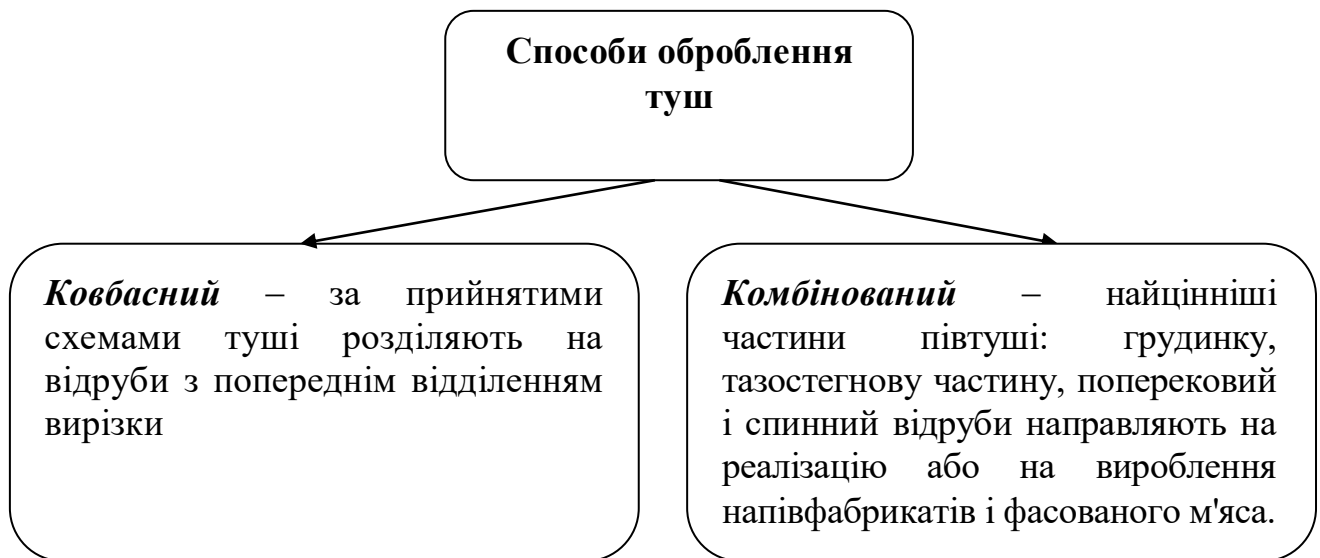 Способи оброблення
туш
Ковбасний – за прийнятими
схемами туші розділяють на
відруби з попереднім відділенням
вирізки
Комбінований – найцінніші
частини півтуші: грудинку,
тазостегнову частину, поперековий
і спинний відруби направляють на
реалізацію або на вироблення
напівфабрикатів і фасованого м'яса.